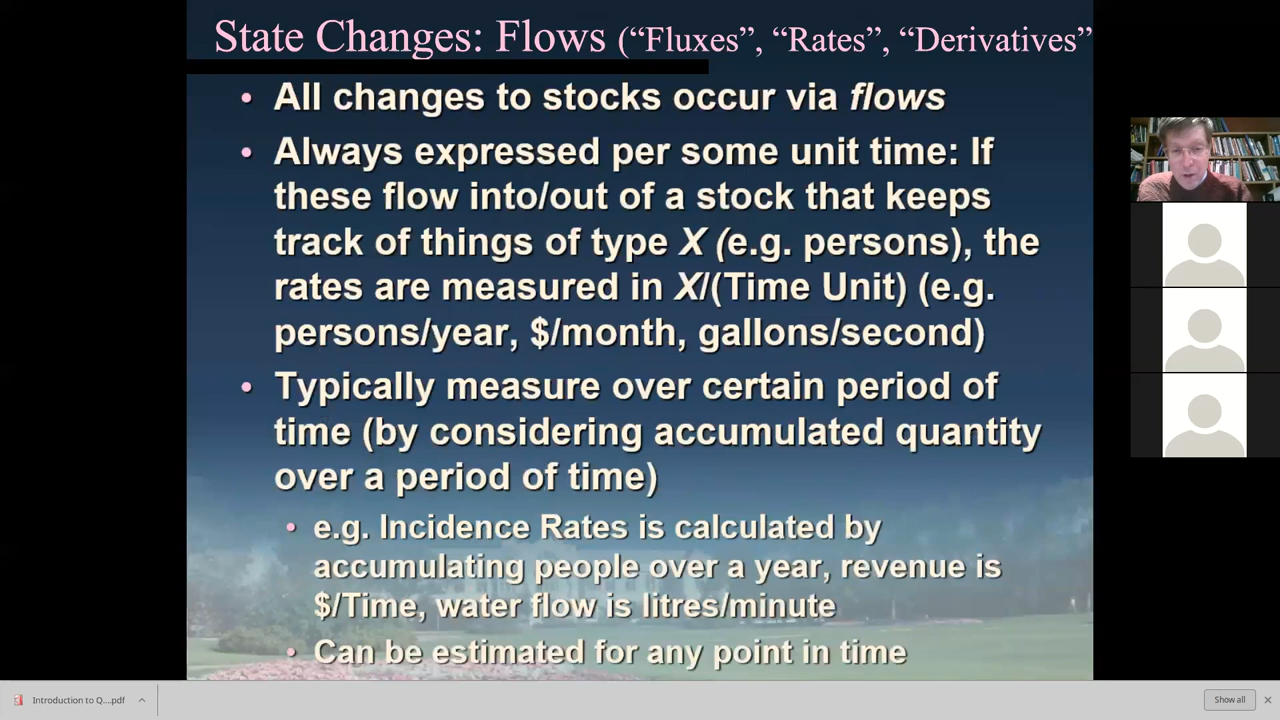 State Changes: Flows (“Fluxes”, “Rates”, “Derivatives”
• All changes to stocks occur via flows
• Always expressed per some unit time: If
these flow into/out of a stock that keeps
track of things of type X (e.g. persons), the
rates are measured in X/(Time Unit) (e.g.
persons/year, $/month, gallons/second)
• Typically measure over certain period of
time (by considering accumulated quantity
over a period of time)
• e.g. Incidence Rates is calculated by
accumulating people over a year, revenue is
$/Time, water flow is litres/minute
• Can be estimated for any point in time
Introduction to Q....pdf
Show all